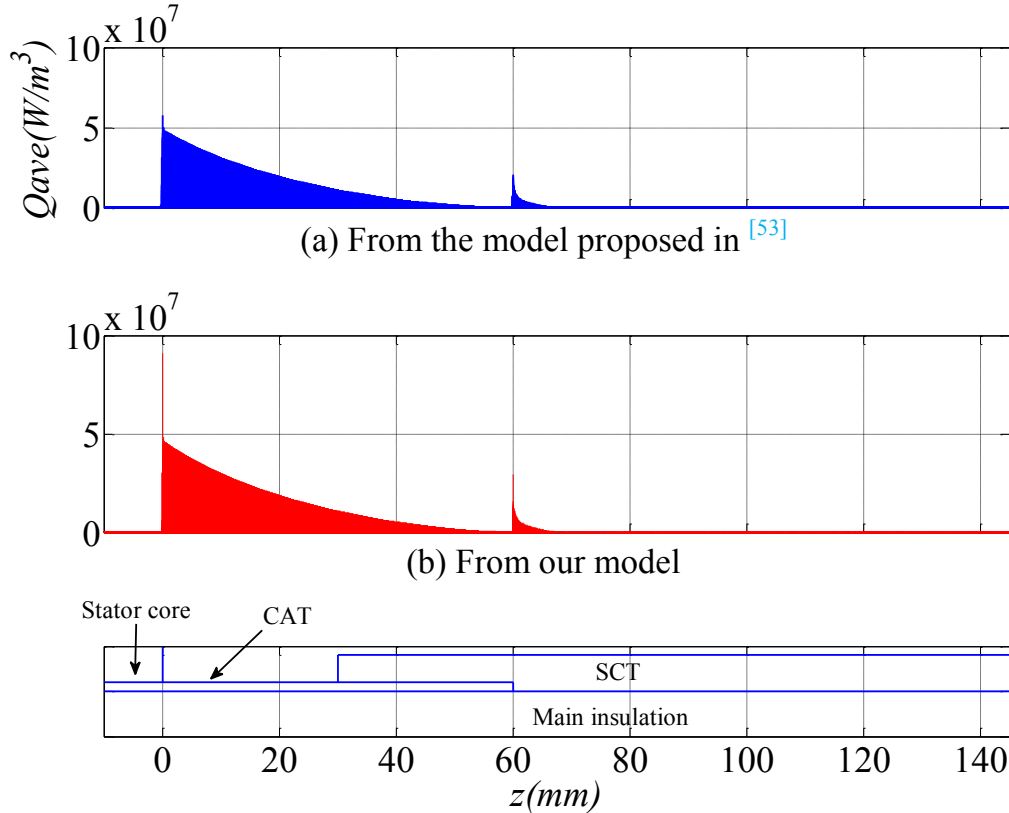 10 x 10^7
Qave(W/m^3)
5
0
(a) From the model proposed in [53]
10 x 10^7
5
0
(b) From our model
Stator core
CAT
SCT
Main insulation
0 20 40 60 80 100 120 140
z(mm)